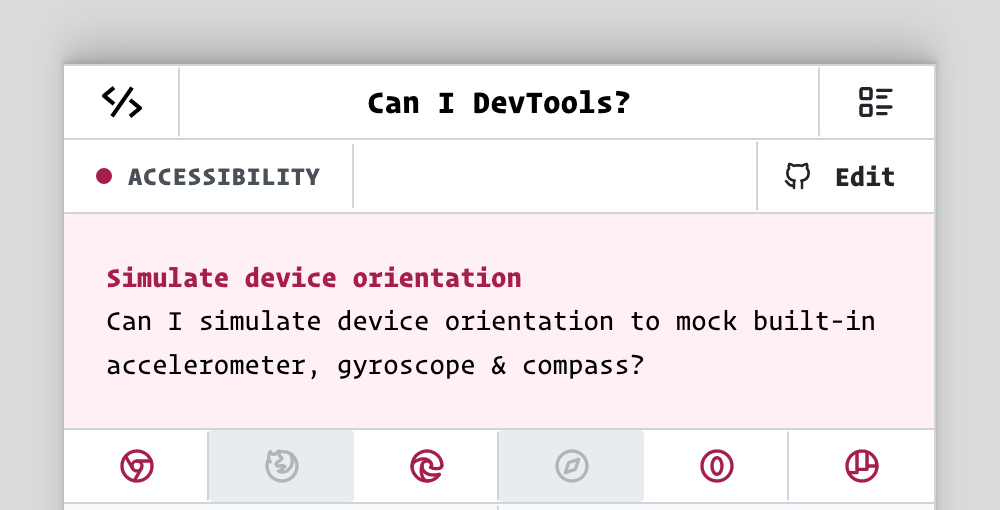 Can I DevTools?
ACCESSIBILITY
Edit
Simulate device orientation
Can I simulate device orientation to mock built-in
accelerometer, gyroscope & compass?